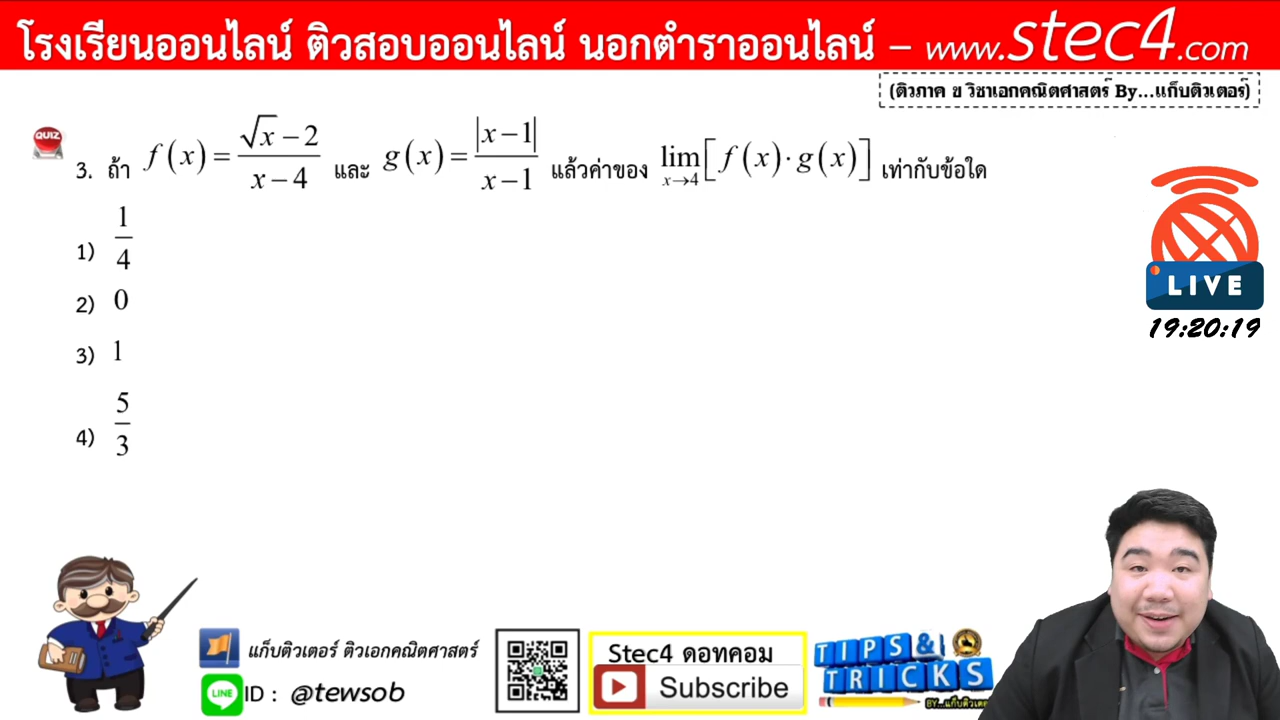 โรงเรียนออนไลน์ ติวสอบออนไลน์ นอกตำราออนไลน์ – www.stec4.com
(ติวภาค ข วิชาเอกคณิตศาสตร์ By...แก็บติวเตอร์)
QUIZ
3. ถ้า f(x) = (√x − 2)/(x − 4) และ g(x) = |x − 1|/(x − 1) แล้วค่าของ lim x→4 [f(x)·g(x)] เท่ากับข้อใด
1) 1/4
2) 0
3) 1
4) 5/3
LIVE
19:20:19
แก็บติวเตอร์ ติวเอกคณิตศาสตร์
LINE ID : @tewsob
Stec4 ดอทคอม
Subscribe
TIPS &
TRICKS